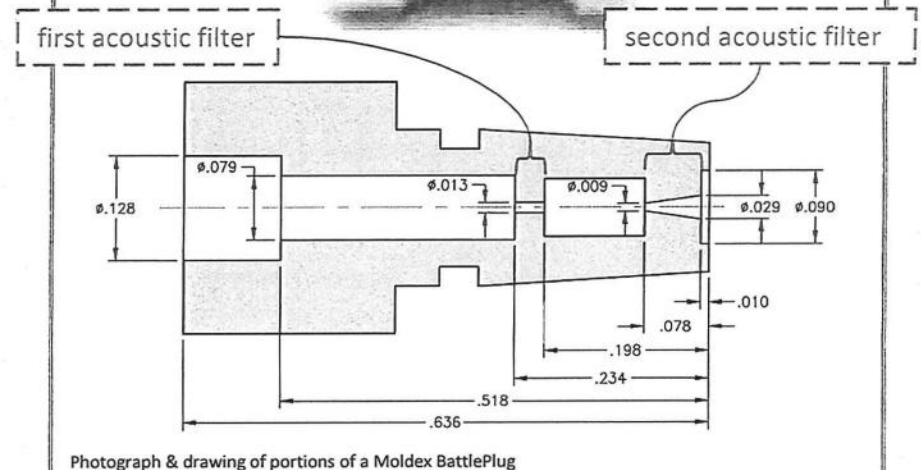 first acoustic filter
second acoustic filter
ø.079
ø.128
ø.013
ø.009
ø.029
ø.090
.010
.078
.198
.234
.518
.636
Photograph & drawing of portions of a Moldex BattlePlug